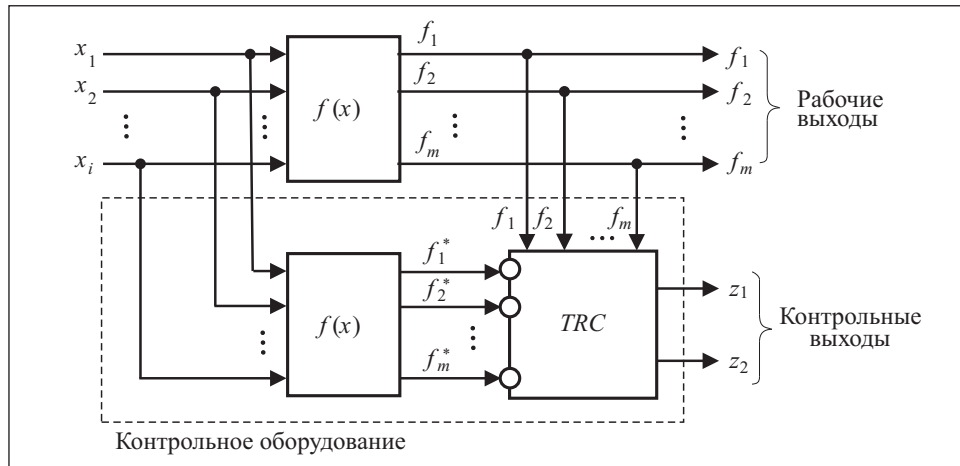 x₁
x₂
⋮
xᵢ
f(x)
f₁
f₂
⋮
fₘ
f₁
f₂
⋮
fₘ
Рабочие
выходы
f₁ f₂ ... fₘ
f(x)
f₁*
f₂*
⋮
fₘ*
TRC
z₁
z₂
Контрольные
выходы
Контрольное оборудование